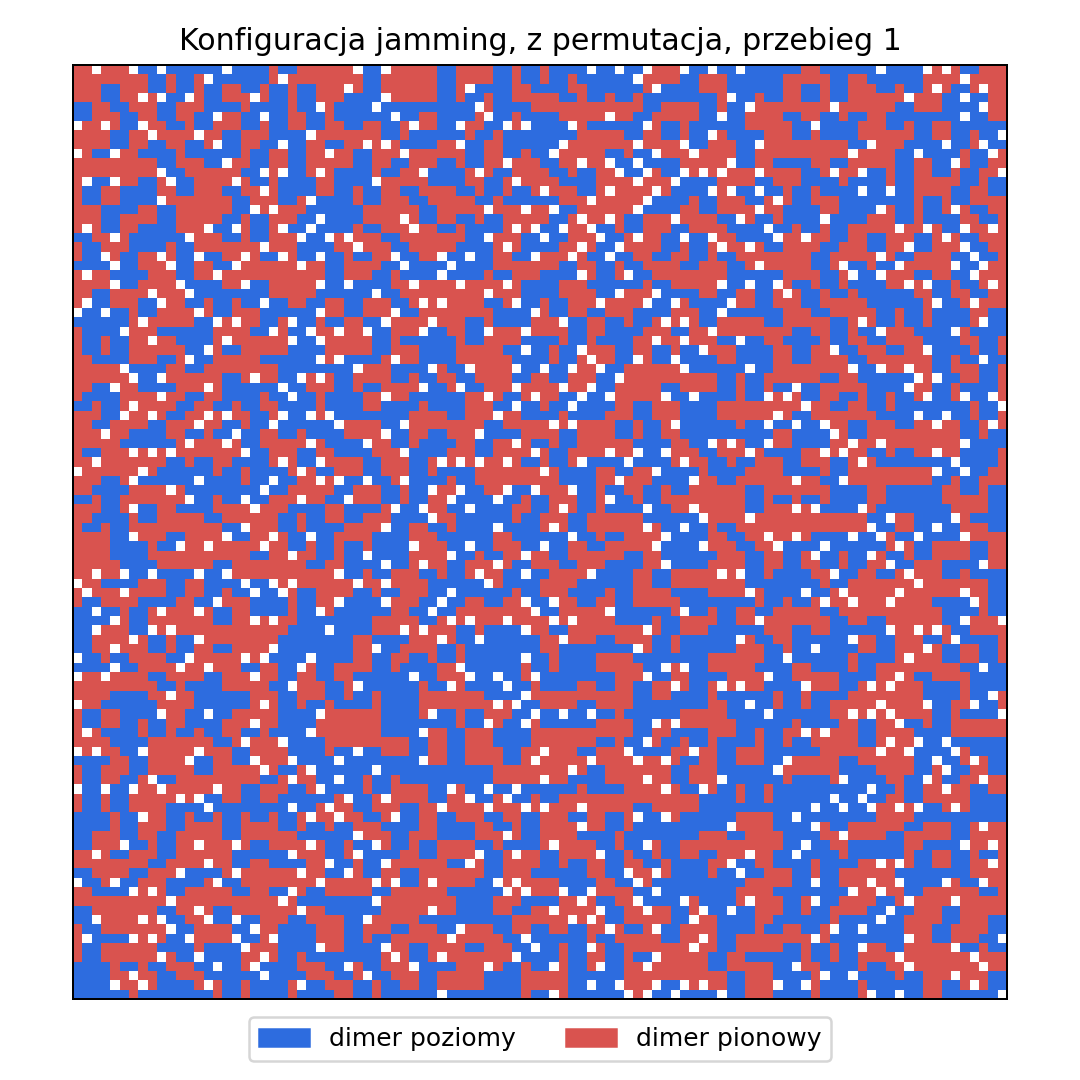 Konfiguracja jamming, z permutacja, przebieg 1
dimer poziomy
dimer pionowy